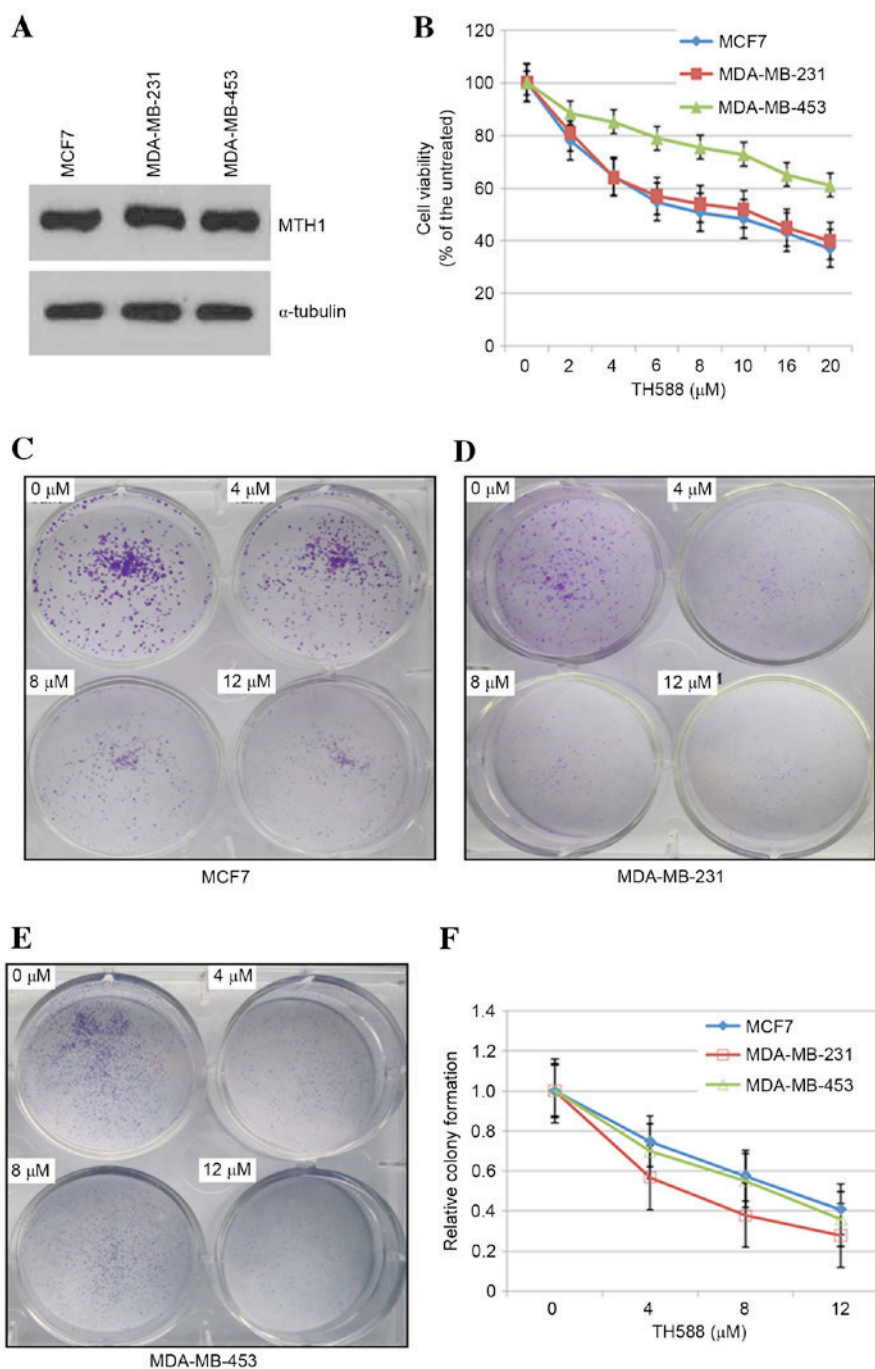 A
MCF7
MDA-MB-231
MDA-MB-453
MTH1
α-tubulin
B
120
100
80
60
40
20
0
Cell viability
(% of the untreated)
MCF7
MDA-MB-231
MDA-MB-453
0 2 4 6 8 10 16 20
TH588 (μM)
C
0 μM
4 μM
8 μM
12 μM
MCF7
D
0 μM
4 μM
8 μM
12 μM
MDA-MB-231
E
0 μM
4 μM
8 μM
12 μM
MDA-MB-453
F
1.4
1.2
1.0
0.8
0.6
0.4
0.2
0
Relative colony formation
MCF7
MDA-MB-231
MDA-MB-453
0 4 8 12
TH588 (μM)